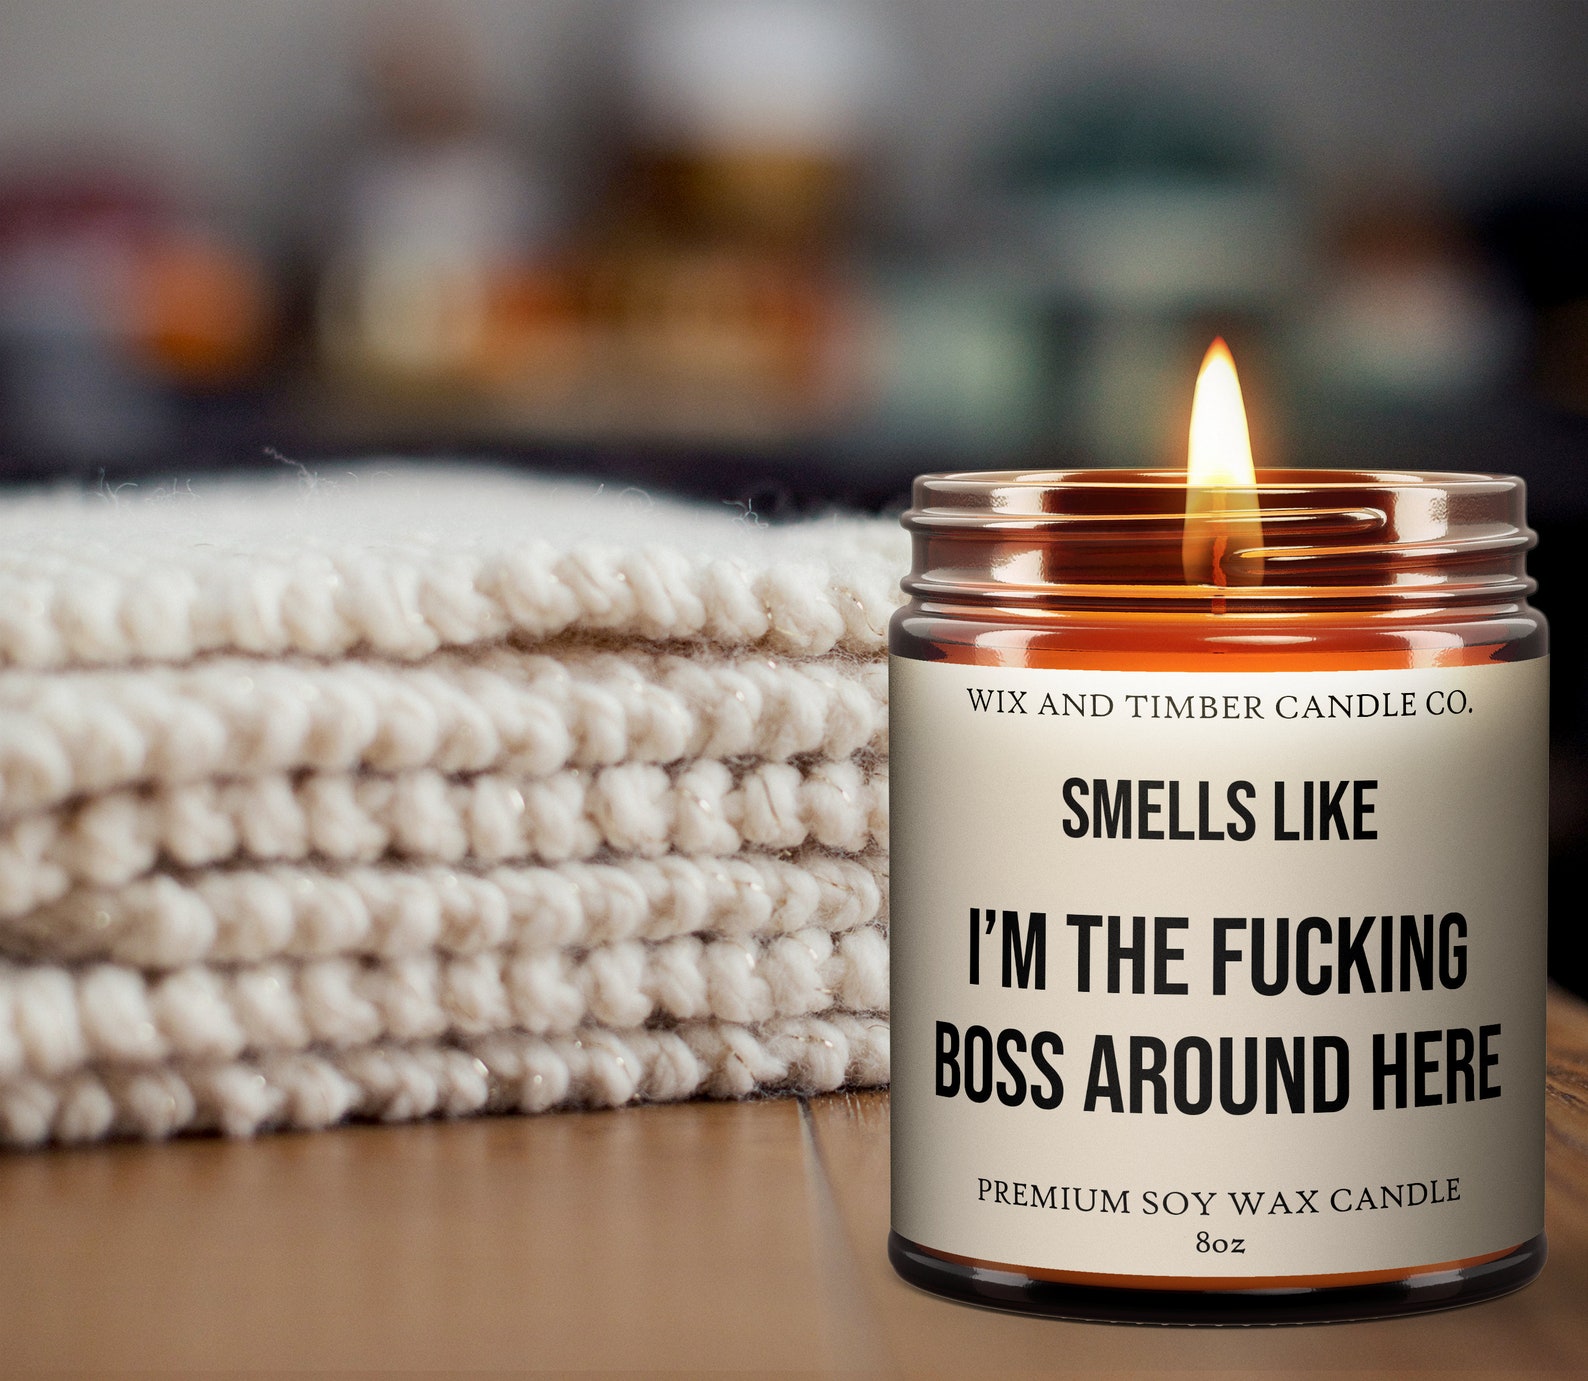 WIX AND TIMBER CANDLE CO.
SMELLS LIKE
I'M THE FUCKING
BOSS AROUND HERE
PREMIUM SOY WAX CANDLE
8oz